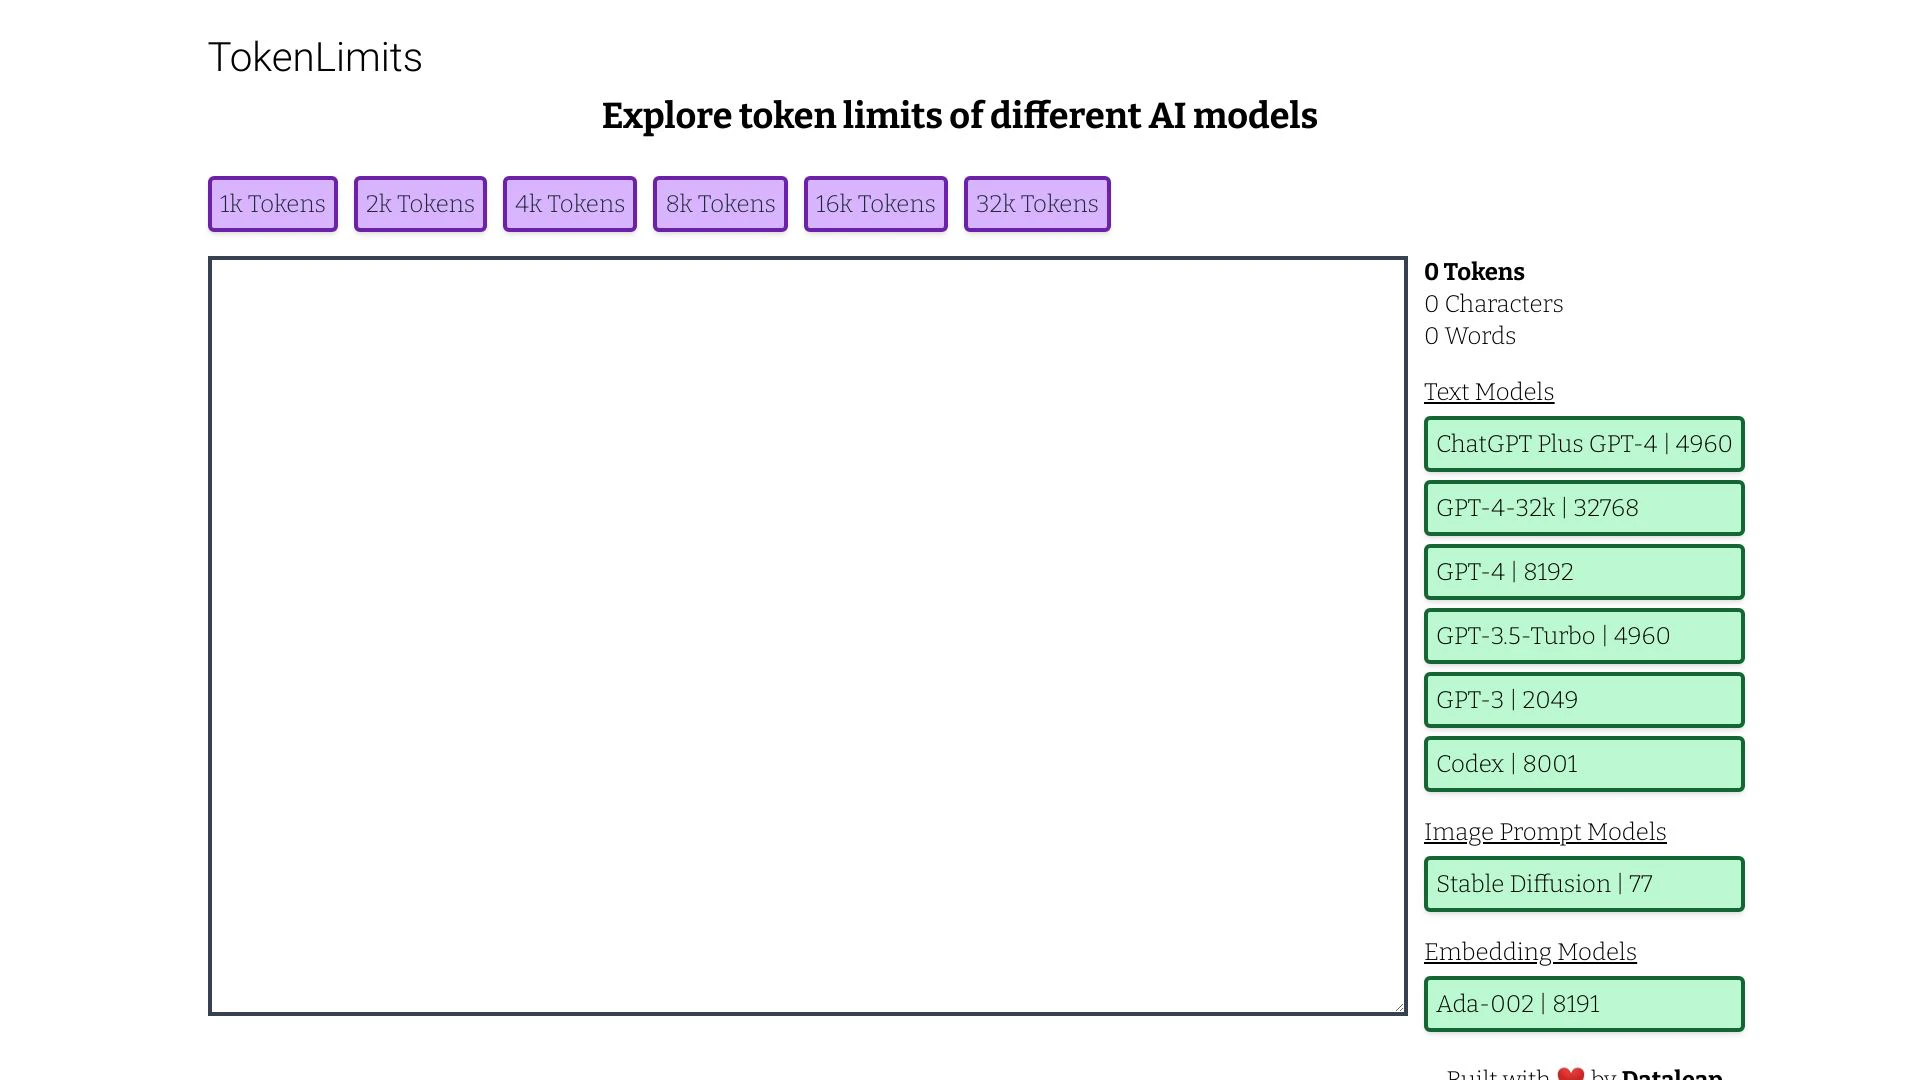 TokenLimits
Explore token limits of different AI models
1k Tokens 2k Tokens 4k Tokens 8k Tokens 16k Tokens 32k Tokens
0 Tokens
0 Characters
0 Words
Text Models
ChatGPT Plus GPT-4 | 4960
GPT-4-32k | 32768
GPT-4 | 8192
GPT-3.5-Turbo | 4960
GPT-3 | 2049
Codex | 8001
Image Prompt Models
Stable Diffusion | 77
Embedding Models
Ada-002 | 8191
Built with ❤️ by Dataleap